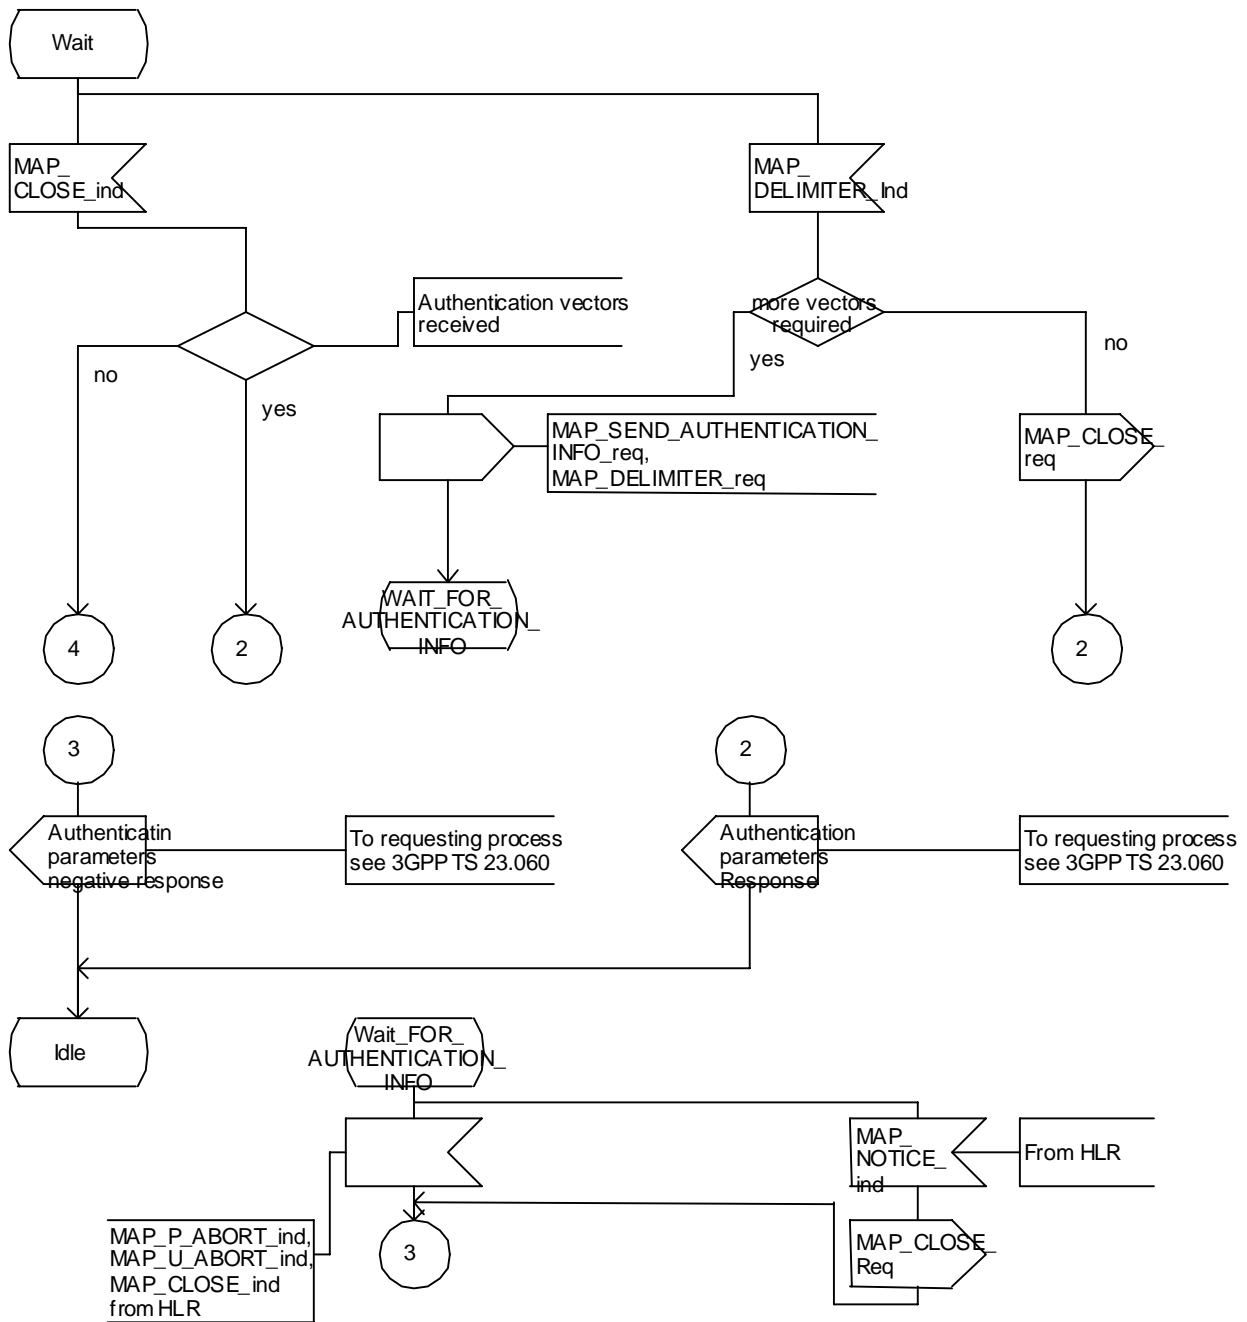 Wait
MAP_
CLOSE_ind
MAP_
DELIMITER_Ind
Authentication vectors
received
more vectors
required
no
yes
yes
no
MAP_SEND_AUTHENTICATION_
INFO_req,
MAP_DELIMITER_req
MAP_CLOSE_
req
WAIT_FOR_
AUTHENTICATION_
INFO
4
2
2
3
2
Authenticatin
parameters
negative response
To requesting process
see 3GPP TS 23.060
Authentication
parameters
Response
To requesting process
see 3GPP TS 23.060
Idle
Wait_FOR_
AUTHENTICATION_
INFO
MAP_
NOTICE_
ind
From HLR
MAP_P_ABORT_ind,
MAP_U_ABORT_ind,
MAP_CLOSE_ind
from HLR
3
MAP_CLOSE_
Req